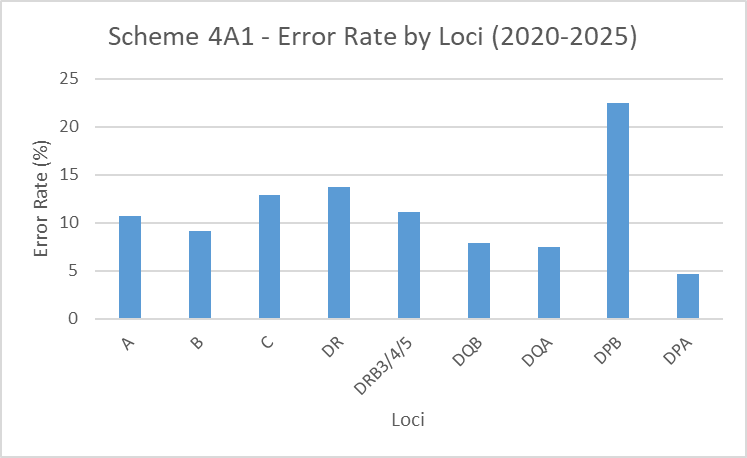 Scheme 4A1 - Error Rate by Loci (2020-2025)
Error Rate (%)
25
20
15
10
5
0
A
B
C
DR
DRB3/4/5
DQB
DQA
DPB
DPA
Loci